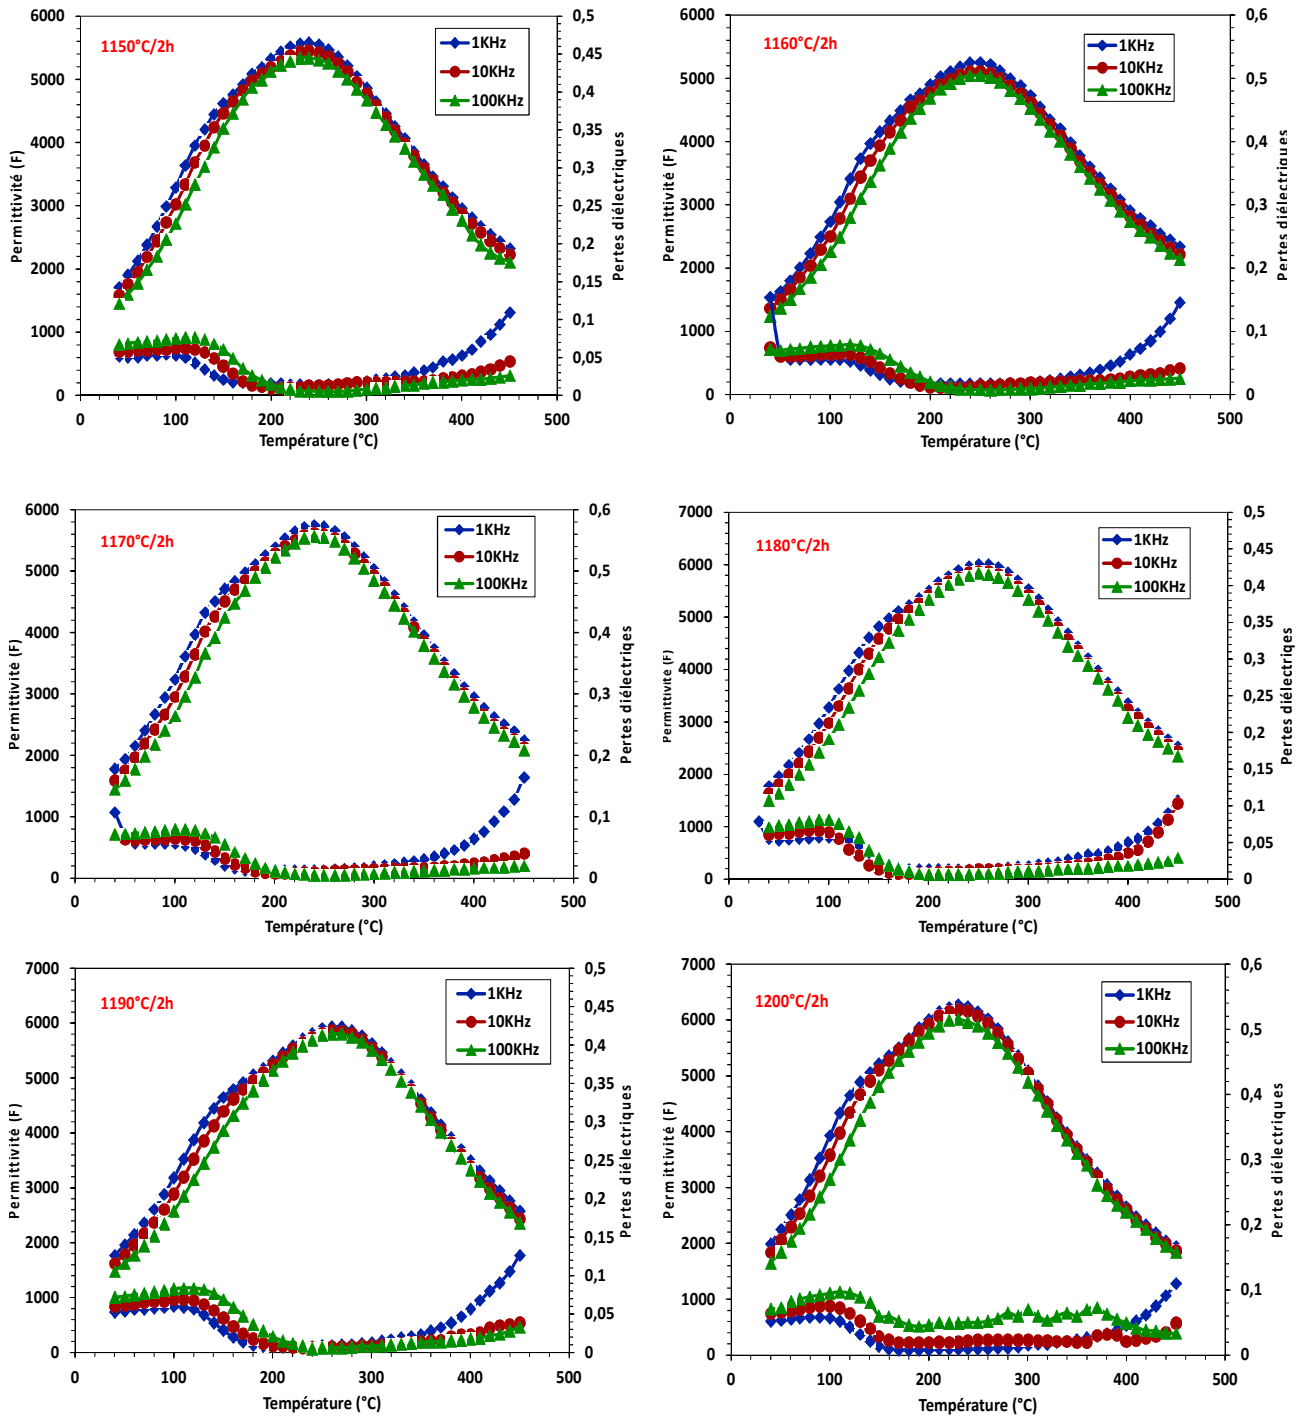 1150°C/2h
1KHz
10KHz
100KHz
6000
5000
4000
3000
2000
1000
0
0,5
0,45
0,4
0,35
0,3
0,25
0,2
0,15
0,1
0,05
0
0 100 200 300 400 500
Permittivité (F)
Pertes diélectriques
Température (°C)
1160°C/2h
1KHz
10KHz
100KHz
6000
5000
4000
3000
2000
1000
0
0,6
0,5
0,4
0,3
0,2
0,1
0
0 100 200 300 400 500
Permittivité (F)
Pertes diélectriques
Température (°C)
1170°C/2h
1KHz
10KHz
100KHz
6000
5000
4000
3000
2000
1000
0
0,6
0,5
0,4
0,3
0,2
0,1
0
0 100 200 300 400 500
Permittivité (F)
Pertes diélectriques
Température (°C)
1180°C/2h
1KHz
10KHz
100KHz
7000
6000
5000
4000
3000
2000
1000
0
0,5
0,45
0,4
0,35
0,3
0,25
0,2
0,15
0,1
0,05
0
0 100 200 300 400 500
Permittivité (F)
Pertes diélectriqes
Température (°C)
1190°C/2h
1KHz
10KHz
100KHz
7000
6000
5000
4000
3000
2000
1000
0
0,5
0,45
0,4
0,35
0,3
0,25
0,2
0,15
0,1
0,05
0
0 100 200 300 400 500
Permittivité (F)
Pertes diélectriques
Température (°C)
1200°C/2h
1KHz
10KHz
100KHz
7000
6000
5000
4000
3000
2000
1000
0
0,6
0,5
0,4
0,3
0,2
0,1
0
0 100 200 300 400 500
Permittivité (F)
Pertes diélectriques
Température (°C)